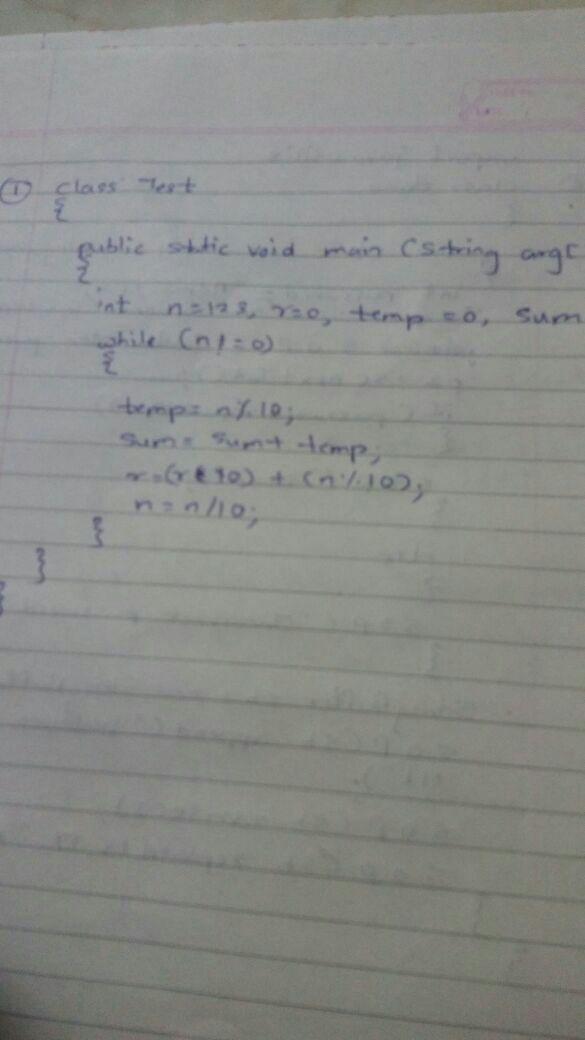 ① class Test
{
public static void main (String arg[
{
int n=123, r=0, temp =0, sum
while (n!=0)
{
temp= n%10;
sum= sum+ temp;
r=(r*10) + (n%10);
n=n/10;
}
}
}